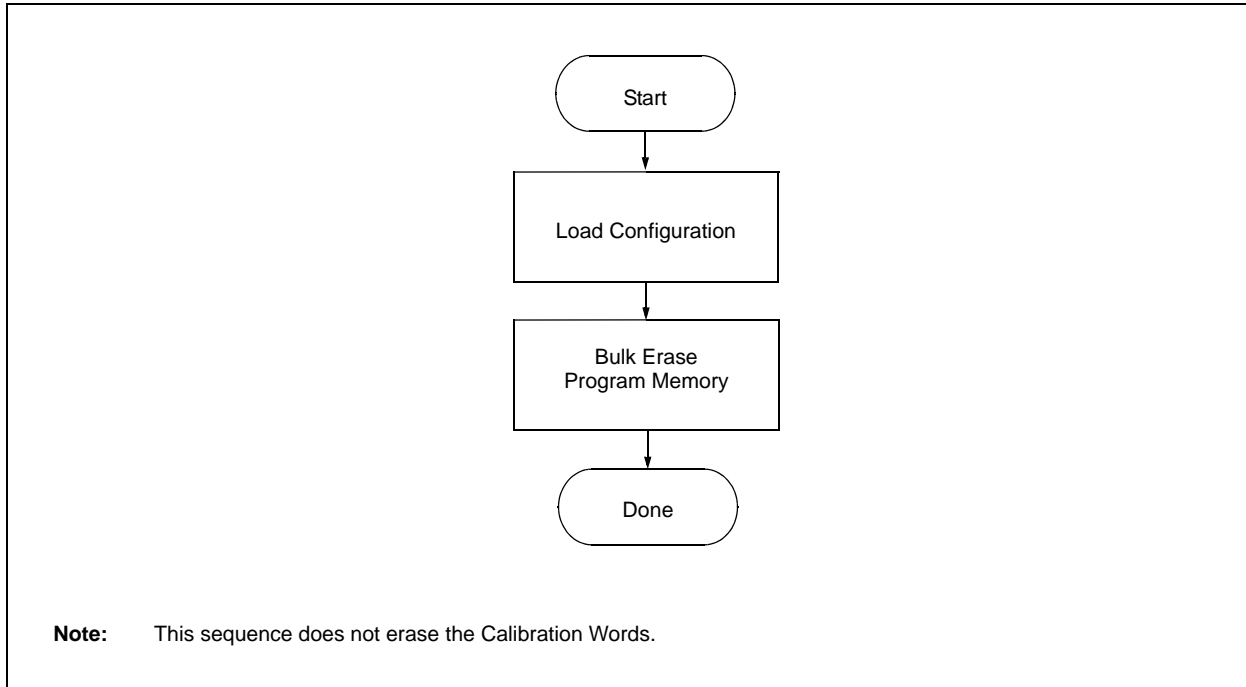 Start
Load Configuration
Bulk Erase
Program Memory
Done
Note: This sequence does not erase the Calibration Words.